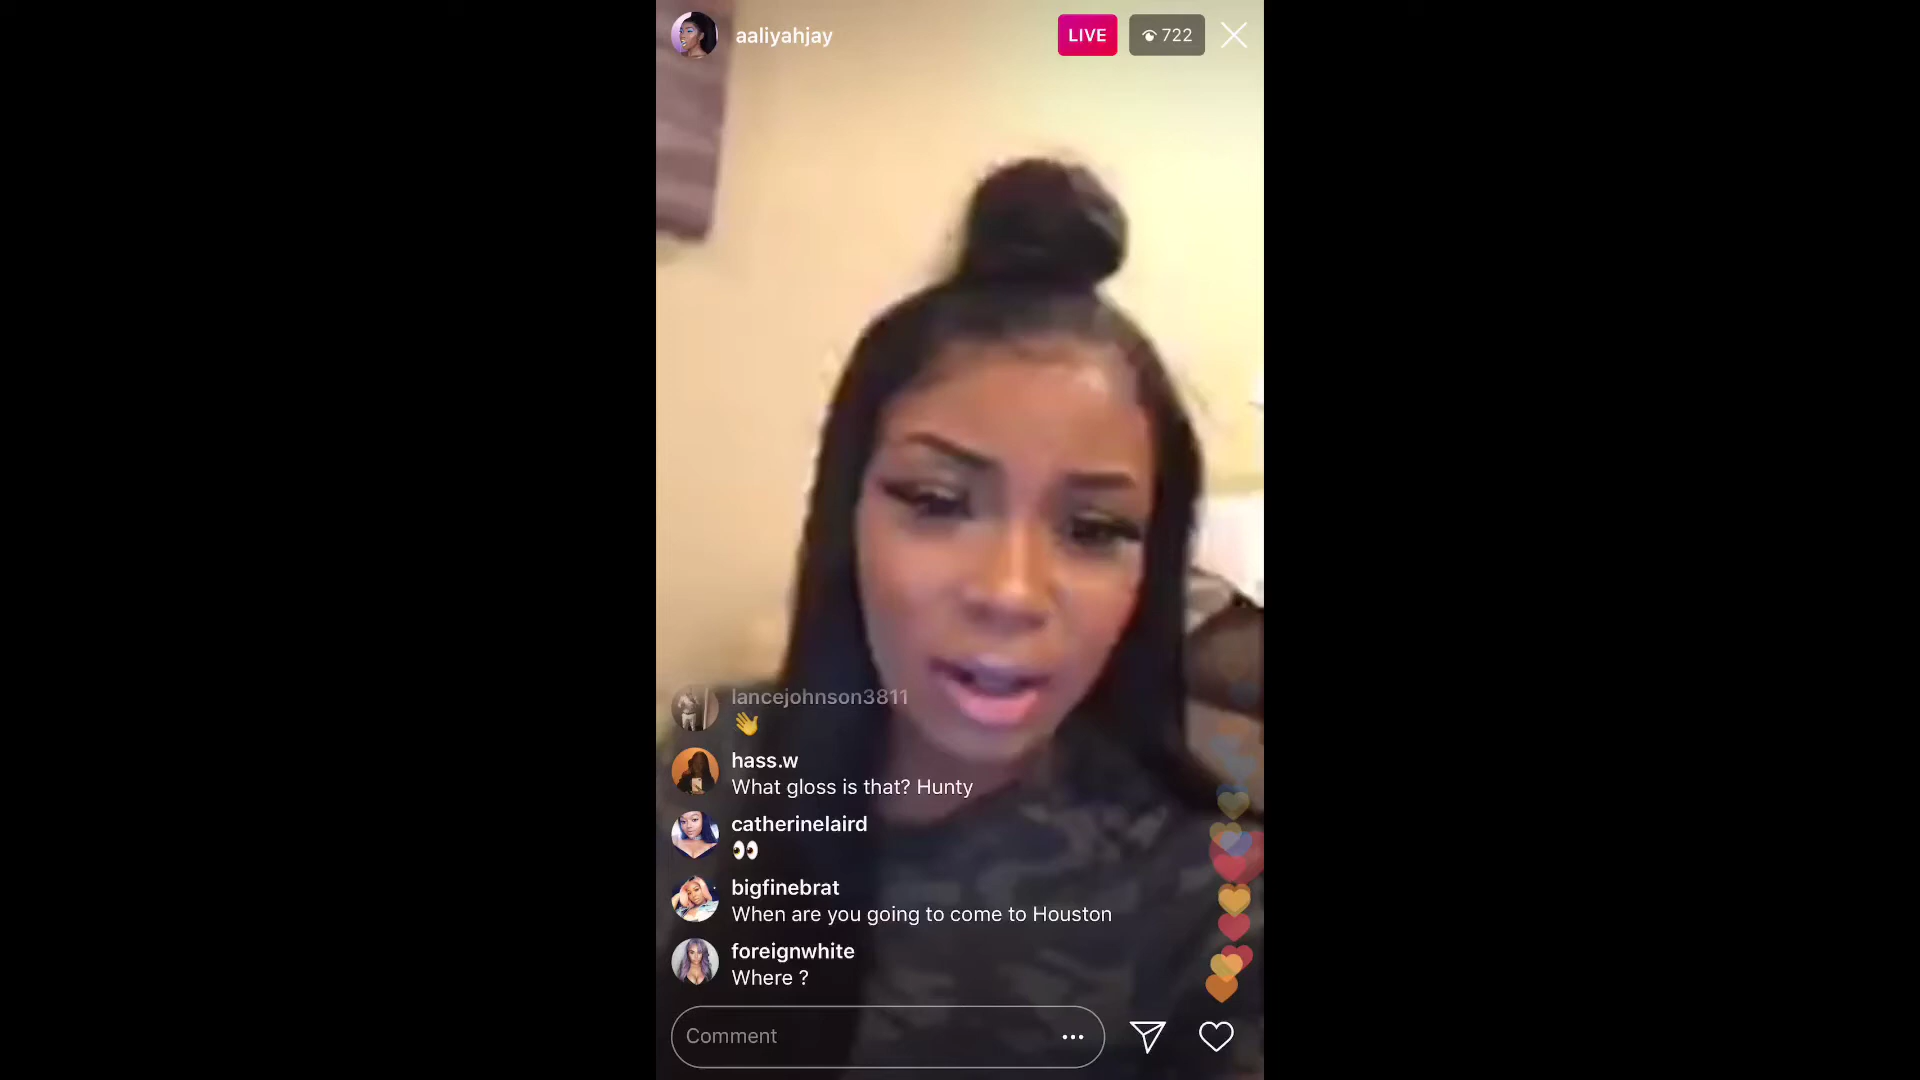 aaliyahjay
LIVE
722
lancejohnson3811
👋
hass.w
What gloss is that? Hunty
catherinelaird
👀
bigfinebrat
When are you going to come to Houston
foreignwhite
Where ?
Comment